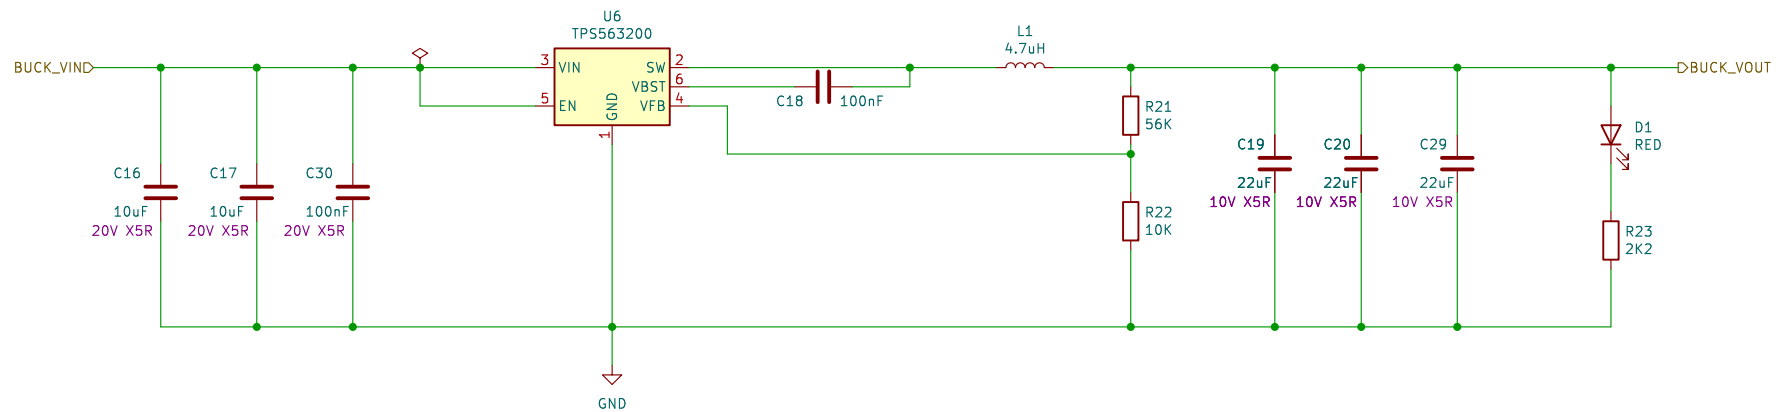 U6
TPS563200
BUCK_VIN
3
VIN
5
EN
GND
1
SW
2
VBST
6
VFB
4
C18
100nF
L1
4.7uH
BUCK_VOUT
R21
56K
R22
10K
C16
10uF
20V X5R
C17
10uF
20V X5R
C30
100nF
20V X5R
C19
22uF
10V X5R
C20
22uF
10V X5R
C29
22uF
10V X5R
D1
RED
R23
2K2
GND